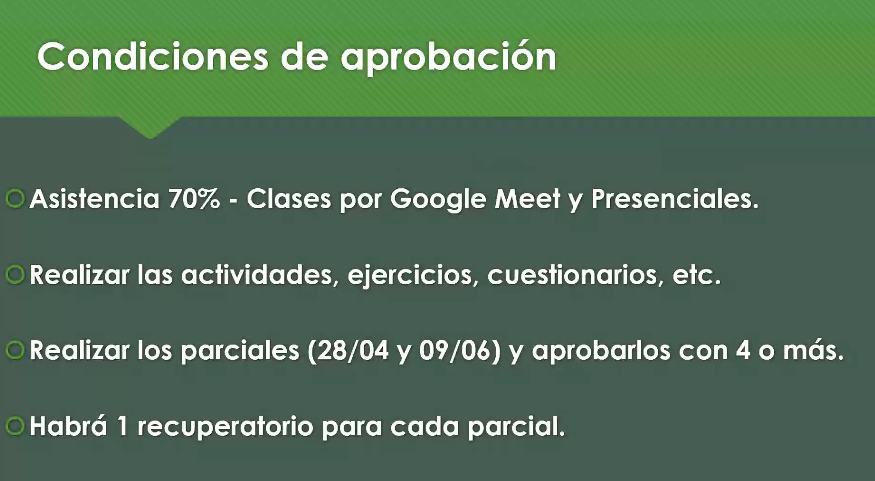 Condiciones de aprobación
Asistencia 70% - Clases por Google Meet y Presenciales.
Realizar las actividades, ejercicios, cuestionarios, etc.
Realizar los parciales (28/04 y 09/06) y aprobarlos con 4 o más.
Habrá 1 recuperatorio para cada parcial.